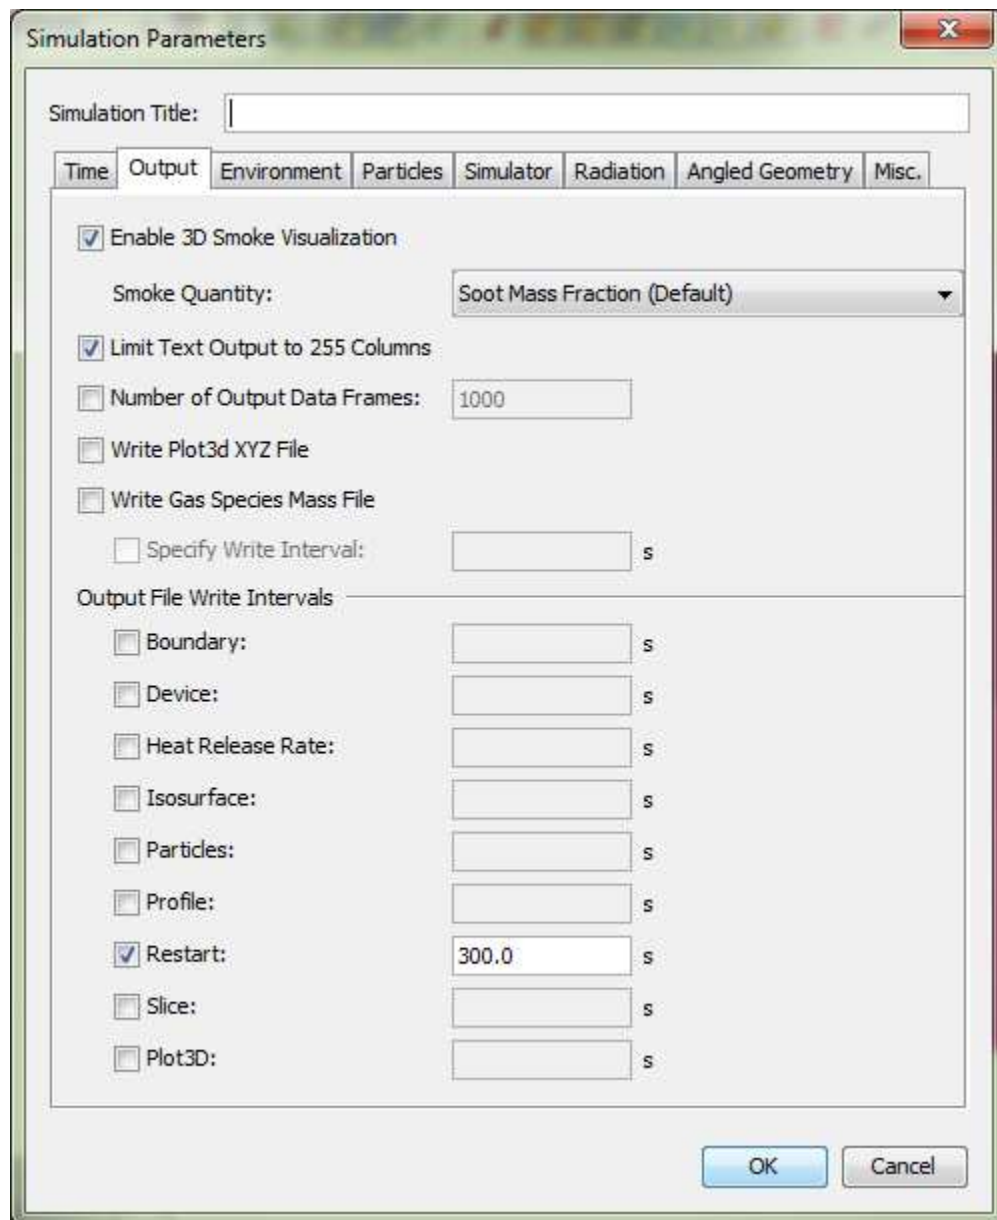 Simulation Parameters
Simulation Title:
Time Output Environment Particles Simulator Radiation Angled Geometry Misc.
Enable 3D Smoke Visualization
Smoke Quantity: Soot Mass Fraction (Default)
Limit Text Output to 255 Columns
Number of Output Data Frames: 1000
Write Plot3d XYZ File
Write Gas Species Mass File
Specify Write Interval: s
Output File Write Intervals
Boundary: s
Device: s
Heat Release Rate: s
Isosurface: s
Particles: s
Profile: s
Restart: 300.0 s
Slice: s
Plot3D: s
OK Cancel